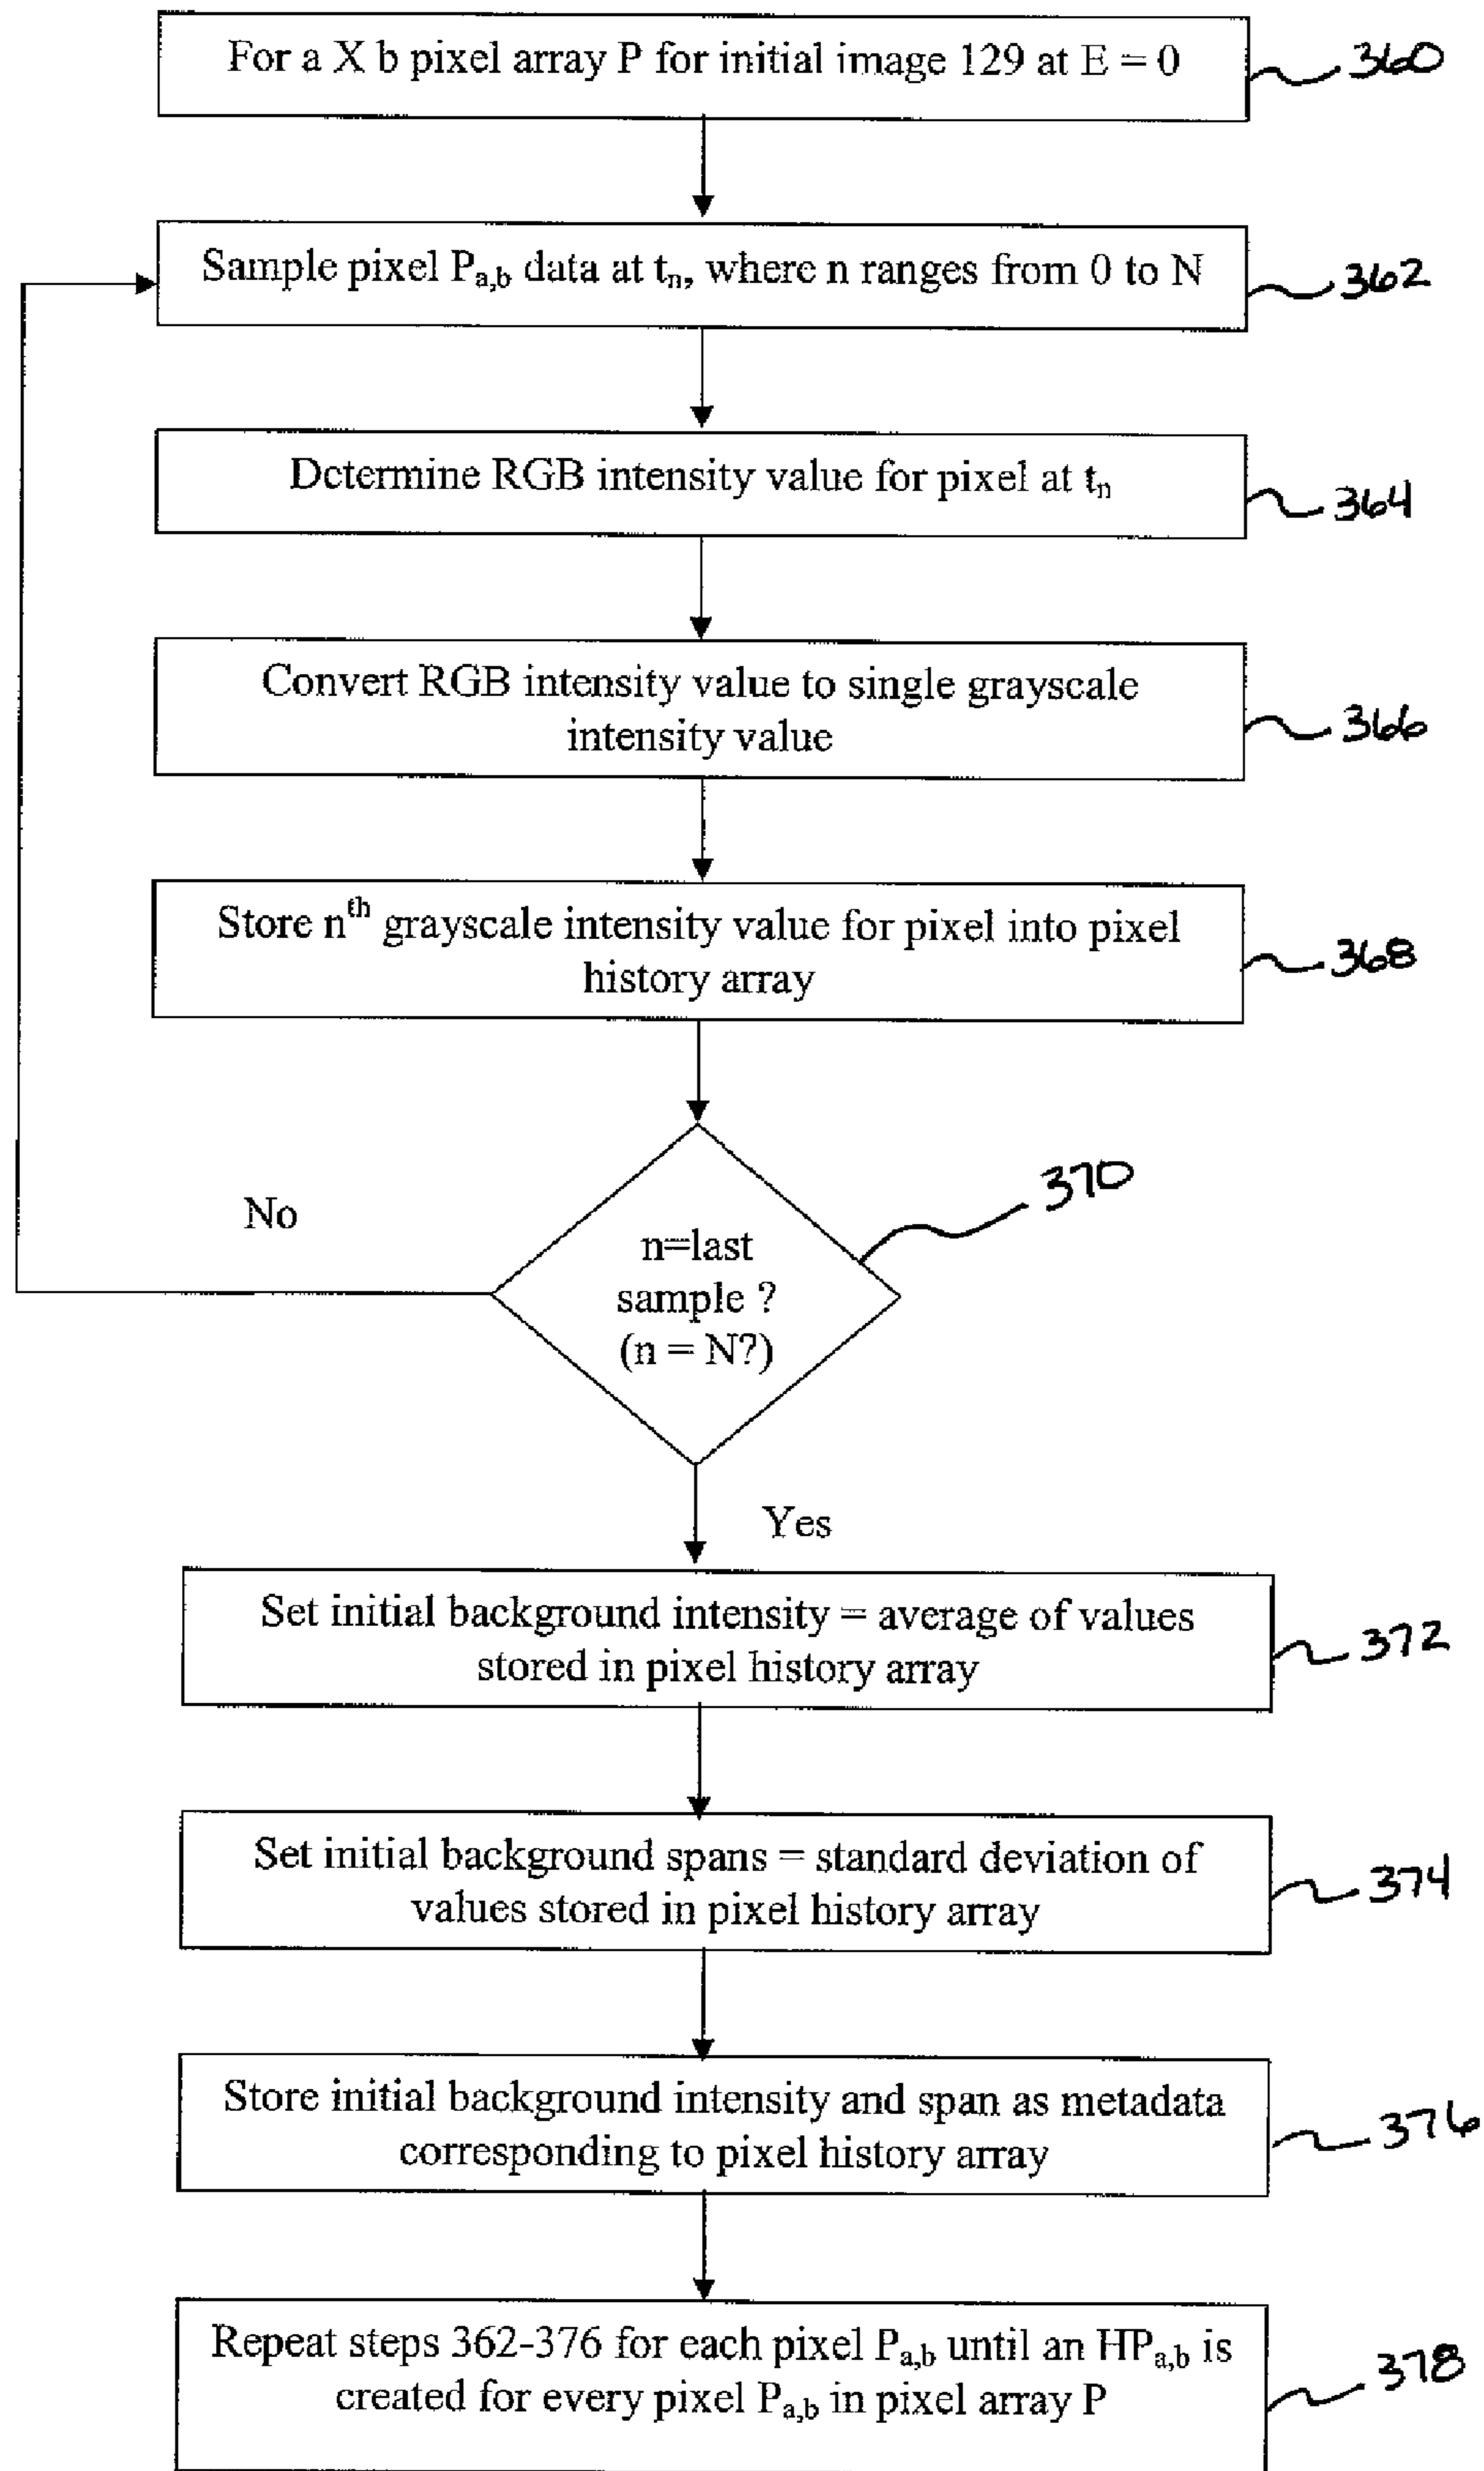 For a X b pixel array P for initial image 129 at E = 0
360
Sample pixel Pa,b data at tn, where n ranges from 0 to N
362
Determine RGB intensity value for pixel at tn
364
Convert RGB intensity value to single grayscale
intensity value
366
Store nth grayscale intensity value for pixel into pixel
history array
368
370
No
n=last
sample ?
(n = N?)
Yes
Set initial background intensity = average of values
stored in pixel history array
372
Set initial background spans = standard deviation of
values stored in pixel history array
374
Store initial background intensity and span as metadata
corresponding to pixel history array
376
Repeat steps 362-376 for each pixel Pa,b until an HPa,b is
created for every pixel Pa,b in pixel array P
378